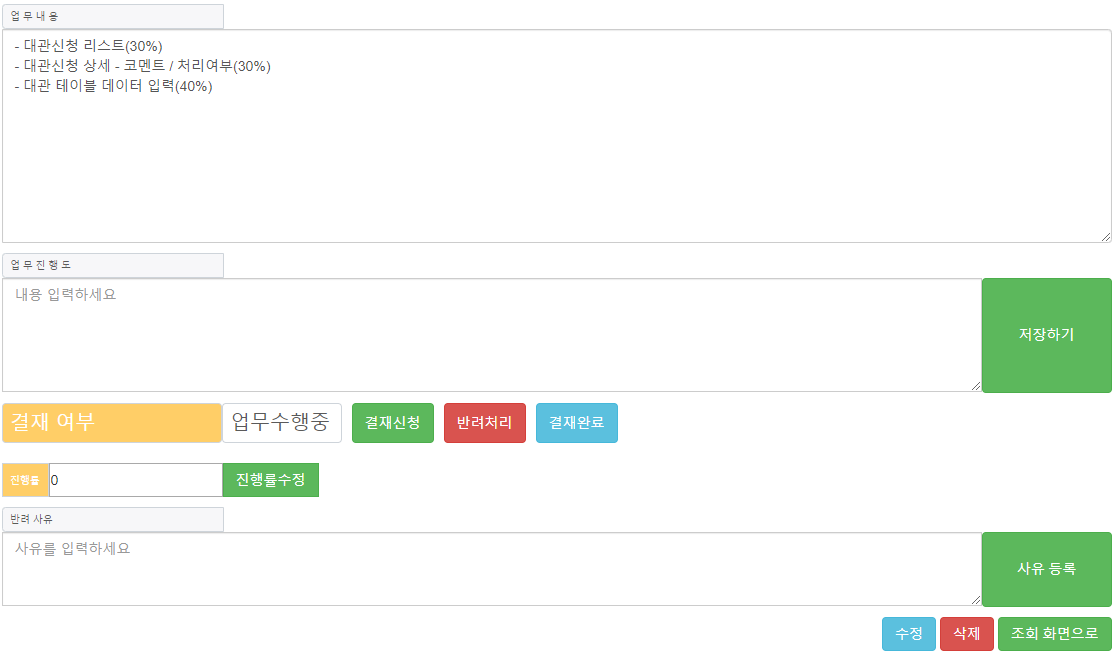 업 무 내 용
- 대관신청 리스트(30%)
- 대관신청 상세 - 코멘트 / 처리여부(30%)
- 대관 테이블 데이터 입력(40%)
업 무 진 행 도
내용 입력하세요
저장하기
결재 여부 업무수행중 결재신청 반려처리 결재완료
진행률 0 진행률수정
반려 사유
사유를 입력하세요
사유 등록
수정 삭제 조회 화면으로